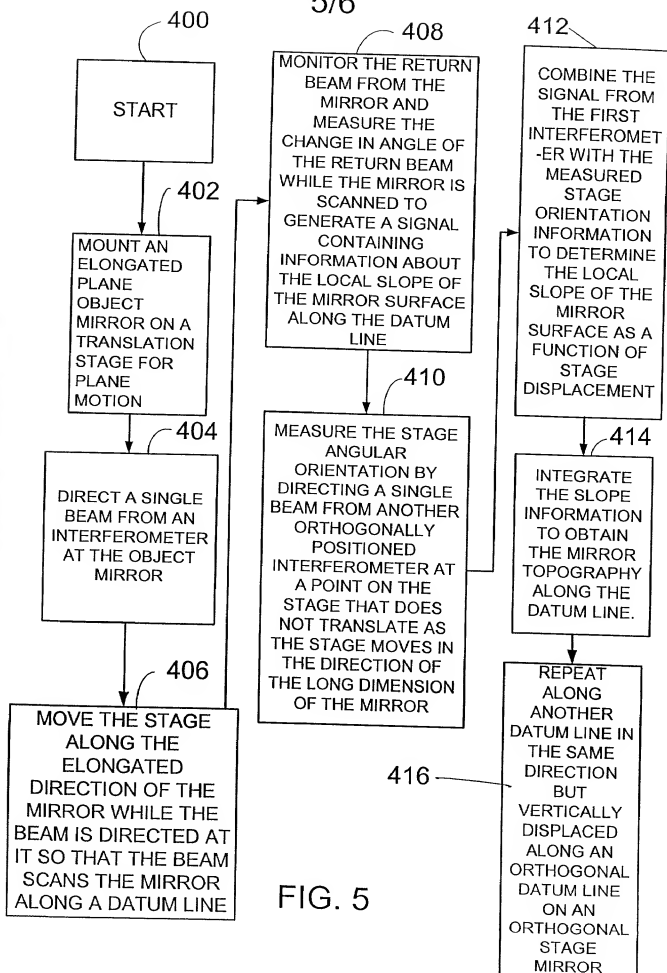 5/6
400
START
402
MOUNT AN
ELONGATED
PLANE
OBJECT
MIRROR ON A
TRANSLATION
STAGE FOR
PLANE
MOTION
404
DIRECT A SINGLE
BEAM FROM AN
INTERFEROMETER
AT THE OBJECT
MIRROR
406
MOVE THE STAGE
ALONG THE
ELONGATED
DIRECTION OF THE
MIRROR WHILE THE
BEAM IS DIRECTED AT
IT SO THAT THE BEAM
SCANS THE MIRROR
ALONG A DATUM LINE
408
MONITOR THE RETURN
BEAM FROM THE
MIRROR AND
MEASURE THE
CHANGE IN ANGLE OF
THE RETURN BEAM
WHILE THE MIRROR IS
SCANNED TO
GENERATE A SIGNAL
CONTAINING
INFORMATION ABOUT
THE LOCAL SLOPE OF
THE MIRROR SURFACE
ALONG THE DATUM
LINE
410
MEASURE THE STAGE
ANGULAR
ORIENTATION BY
DIRECTING A SINGLE
BEAM FROM ANOTHER
ORTHOGONALLY
POSITIONED
INTERFEROMETER AT
A POINT ON THE
STAGE THAT DOES
NOT TRANSLATE AS
THE STAGE MOVES IN
THE DIRECTION OF
THE LONG DIMENSION
OF THE MIRROR
412
COMBINE THE
SIGNAL FROM
THE FIRST
INTERFEROMET
-ER WITH THE
MEASURED
STAGE
ORIENTATION
INFORMATION
TO DETERMINE
THE LOCAL
SLOPE OF THE
MIRROR
SURFACE AS A
FUNCTION OF
STAGE
DISPLACEMENT
414
INTEGRATE
THE SLOPE
INFORMATION
TO OBTAIN
THE MIRROR
TOPOGRAPHY
ALONG THE
DATUM LINE.
416
REPEAT
ALONG
ANOTHER
DATUM LINE IN
THE SAME
DIRECTION
BUT
VERTICALLY
DISPLACED
ALONG AN
ORTHOGONAL
DATUM LINE
ON AN
ORTHOGONAL
STAGE
MIRROR
FIG. 5